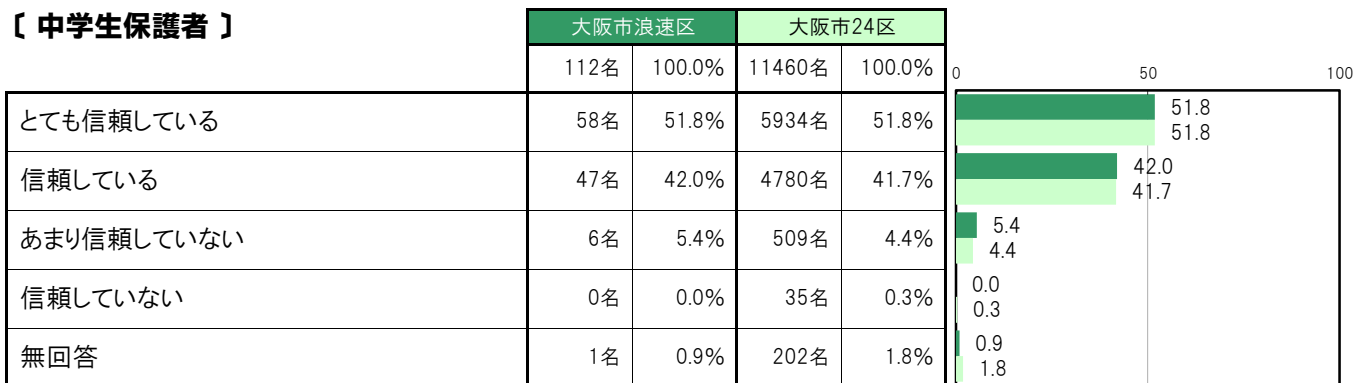 〔 中学生保護者 〕
大阪市浪速区 大阪市24区
112名 100.0% 11460名 100.0% 0 50 100
とても信頼している 58名 51.8% 5934名 51.8% 51.8
51.8
信頼している 47名 42.0% 4780名 41.7% 42.0
41.7
あまり信頼していない 6名 5.4% 509名 4.4% 5.4
4.4
信頼していない 0名 0.0% 35名 0.3% 0.0
0.3
無回答 1名 0.9% 202名 1.8% 0.9
1.8